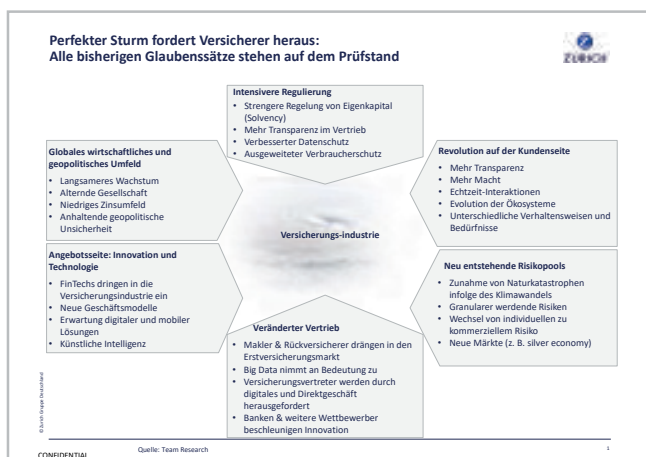 Perfekter Sturm fordert Versicherer heraus:
Alle bisherigen Glaubenssätze stehen auf dem Prüfstand
ZURICH
Intensivere Regulierung
• Strengere Regelung von Eigenkapital
(Solvency)
• Mehr Transparenz im Vertrieb
• Verbesserter Datenschutz
• Ausgeweiteter Verbraucherschutz
Globales wirtschaftliches und
geopolitisches Umfeld
• Langsameres Wachstum
• Alternde Gesellschaft
• Niedriges Zinsumfeld
• Anhaltende geopolitische
Unsicherheit
Revolution auf der Kundenseite
• Mehr Transparenz
• Mehr Macht
• Echtzeit-Interaktionen
• Evolution der Ökosysteme
• Unterschiedliche Verhaltensweisen und
Bedürfnisse
Versicherungs-industrie
Angebotsseite: Innovation und
Technologie
• FinTechs dringen in die
Versicherungsindustrie ein
• Neue Geschäftsmodelle
• Erwartung digitaler und mobiler
Lösungen
• Künstliche Intelligenz
Neu entstehende Risikopools
• Zunahme von Naturkatastrophen
infolge des Klimawandels
• Granularer werdende Risiken
• Wechsel von individuellen zu
kommerziellem Risiko
• Neue Märkte (z. B. silver economy)
Veränderter Vertrieb
• Makler & Rückversicherer drängen in den
Erstversicherungsmarkt
• Big Data nimmt an Bedeutung zu
• Versicherungsvertreter werden durch
digitales und Direktgeschäft
herausgefordert
• Banken & weitere Wettbewerber
beschleunigen Innovation
© Zurich Gruppe Deutschland
CONFIDENTIAL
Quelle: Team Research
1